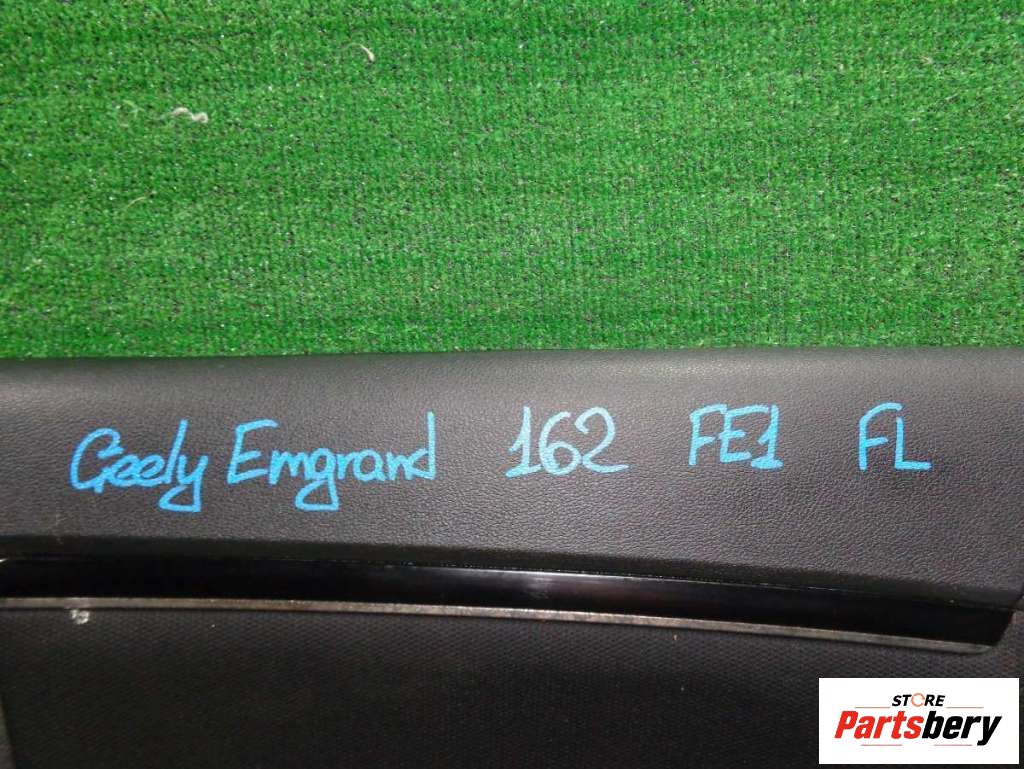 Geely Emgrand 162 FE1 FL
STORE
Partsbery